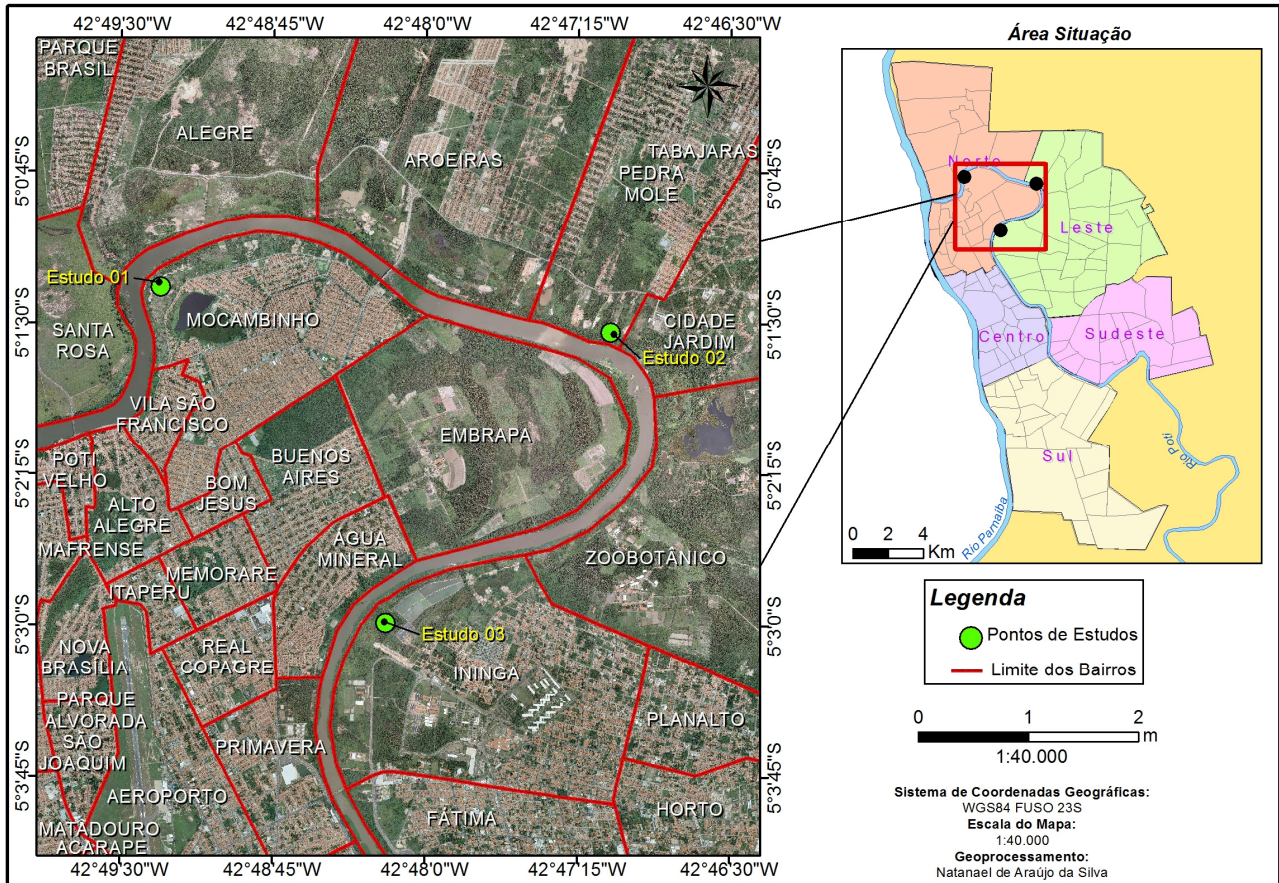 42°49'30"W
42°48'45"W
42°48'0"W
42°47'15"W
42°46'30"W
5°0'45"S
5°1'30"S
5°2'15"S
5°3'0"S
5°3'45"S
PARQUE
BRASIL
ALEGRE
AROEIRAS
TABAJARAS
PEDRA
MOLE
Estudo 01
MOCAMBINHO
SANTA
ROSA
CIDADE
JARDIM
Estudo 02
VILA SÃO
FRANCISCO
EMBRAPA
POTI
VELHO
BUENOS
AIRES
BOM
JESUS
ALTO
ALEGRE
MAFRENSE
ÁGUA
MINERAL
ZOOBOTÂNICO
MEMORARE
ITAPERU
Estudo 03
NOVA
BRASÍLIA
REAL
COPAGRE
ININGA
PARQUE
ALVORADA
SÃO
JOAQUIM
PLANALTO
PRIMAVERA
AEROPORTO
FÁTIMA
HORTO
MATADOURO
ACARAPE
5°0'45"S
5°1'30"S
5°2'15"S
5°3'0"S
5°3'45"S
42°49'30"W
42°48'45"W
42°48'0"W
42°47'15"W
42°46'30"W
Área Situação
Norte
Leste
Centro
Sudeste
Sul
Rio Poti
Rio Parnaíba
0 2 4
Km
Legenda
Pontos de Estudos
Limite dos Bairros
0 1 2
m
1:40.000
Sistema de Coordenadas Geográficas:
WGS84 FUSO 23S
Escala do Mapa:
1:40.000
Geoprocessamento:
Natanael de Araújo da Silva